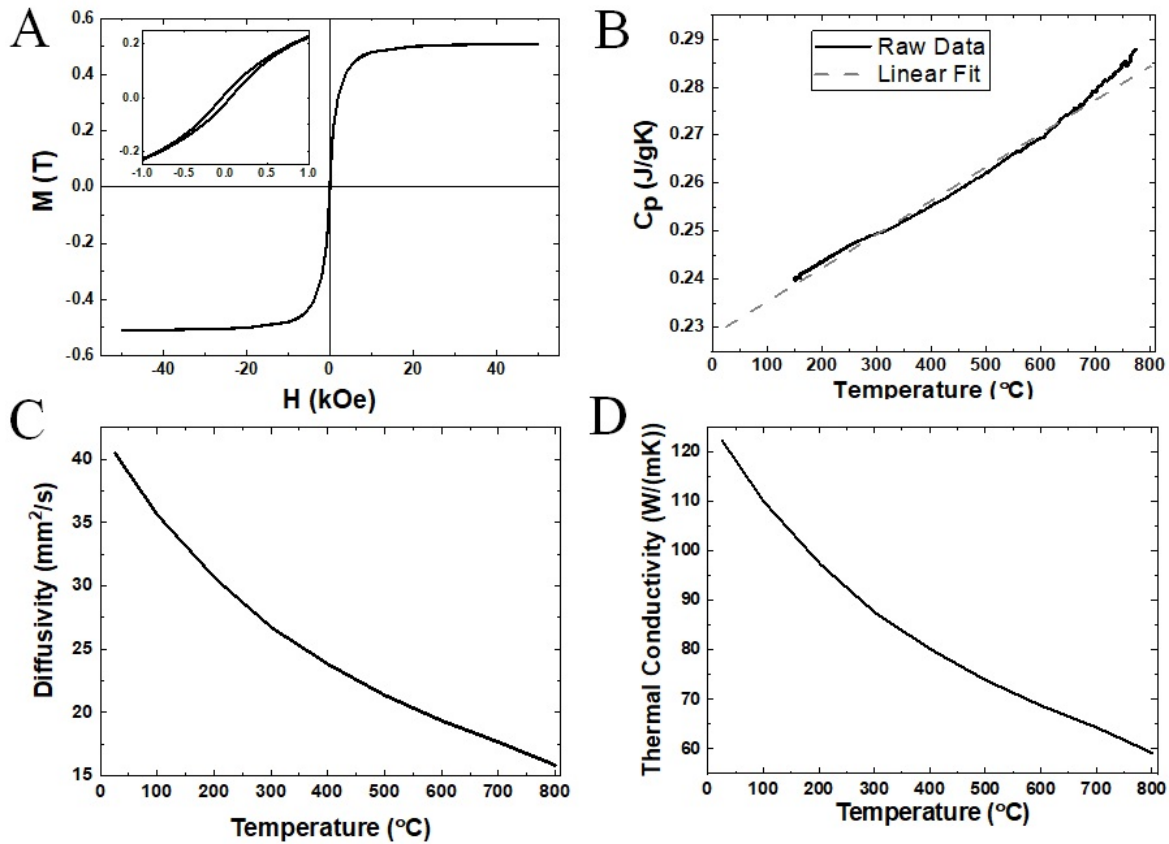 A
M (T)
0.6
0.4
0.2
0.0
-0.2
-0.4
-0.6
0.2
0.0
-0.2
-1.0 -0.5 0.0 0.5 1.0
-40 -20 0 20 40
H (kOe)
B
Raw Data
Linear Fit
Cp (J/gK)
0.29
0.28
0.27
0.26
0.25
0.24
0.23
0 100 200 300 400 500 600 700 800
Temperature (°C)
C
Diffusivity (mm²/s)
40
35
30
25
20
15
0 100 200 300 400 500 600 700 800
Temperature (°C)
D
Thermal Conductivity (W/(mK))
120
110
100
90
80
70
60
0 100 200 300 400 500 600 700 800
Temperature (°C)